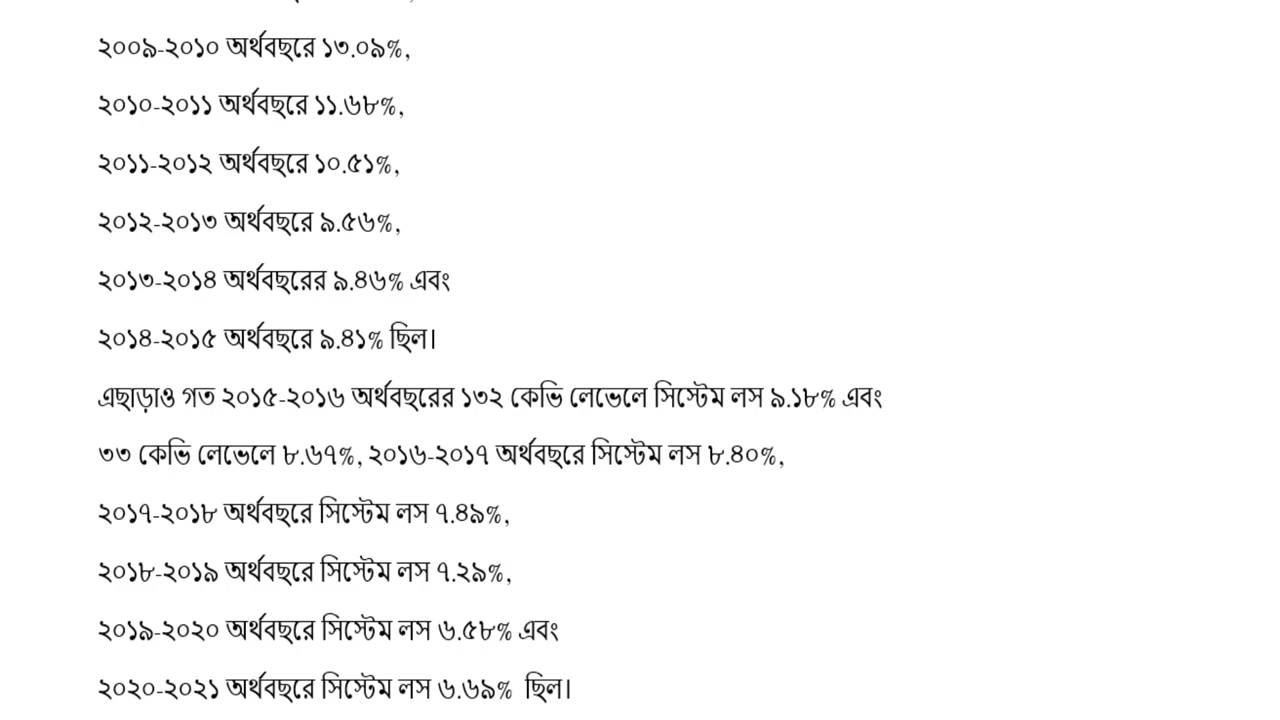 ২০০৯-২০১০ অর্থবছরে ১৩.০৯%,
২০১০-২০১১ অর্থবছরে ১১.৬৮%,
২০১১-২০১২ অর্থবছরে ১০.৫১%,
২০১২-২০১৩ অর্থবছরে ৯.৫৬%,
২০১৩-২০১৪ অর্থবছরের ৯.৪৬% এবং
২০১৪-২০১৫ অর্থবছরে ৯.৪১% ছিল।
এছাড়াও গত ২০১৫-২০১৬ অর্থবছরের ১৩২ কেভি লেভেলে সিস্টেম লস ৯.১৮% এবং
৩৩ কেভি লেভেলে ৮.৬৭%, ২০১৬-২০১৭ অর্থবছরে সিস্টেম লস ৮.৪০%,
২০১৭-২০১৮ অর্থবছরে সিস্টেম লস ৭.৪৯%,
২০১৮-২০১৯ অর্থবছরে সিস্টেম লস ৭.২৯%,
২০১৯-২০২০ অর্থবছরে সিস্টেম লস ৬.৫৮% এবং
২০২০-২০২১ অর্থবছরে সিস্টেম লস ৬.৬৯% ছিল।